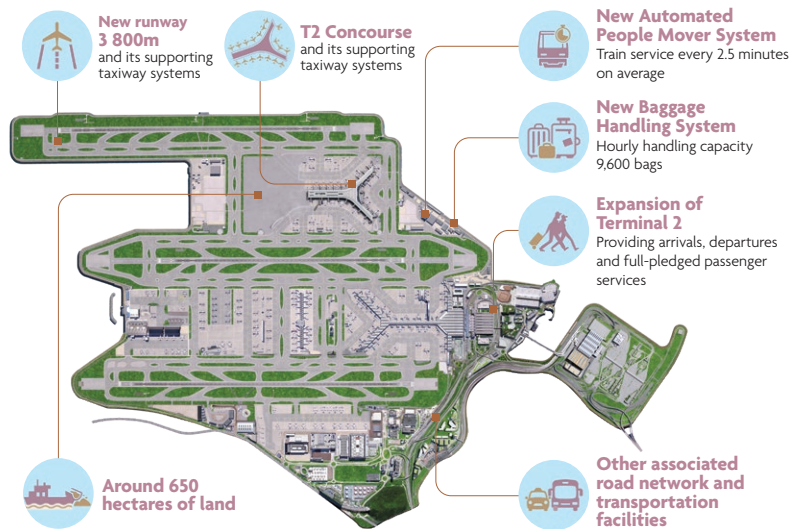 New runway
3 800m
and its supporting
taxiway systems
T2 Concourse
and its supporting
taxiway systems
New Automated
People Mover System
Train service every 2.5 minutes
on average
New Baggage
Handling System
Hourly handling capacity
9,600 bags
Expansion of
Terminal 2
Providing arrivals, departures
and full-pledged passenger
services
Around 650
hectares of land
Other associated
road network and
transportation
facilities